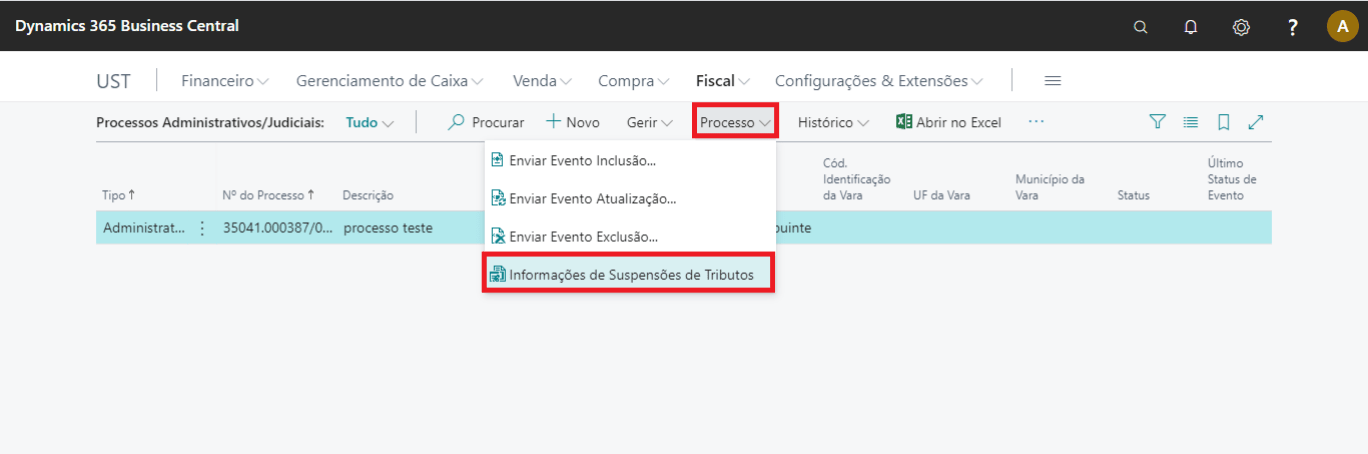 Dynamics 365 Business Central
?
A
UST
Financeiro
Gerenciamento de Caixa
Venda
Compra
Fiscal
Configurações & Extensões
Processos Administrativos/Judiciais:
Tudo
Procurar
Novo
Gerir
Processo
Histórico
Abrir no Excel
...
Enviar Evento Inclusão...
Enviar Evento Atualização...
Enviar Evento Exclusão...
Informações de Suspensões de Tributos
Tipo ↑
Nº do Processo ↑
Descrição
Cód.
Identificação
da Vara
UF da Vara
Município da
Vara
Status
Último
Status de
Evento
Administrat...
35041.000387/0...
processo teste
buinte